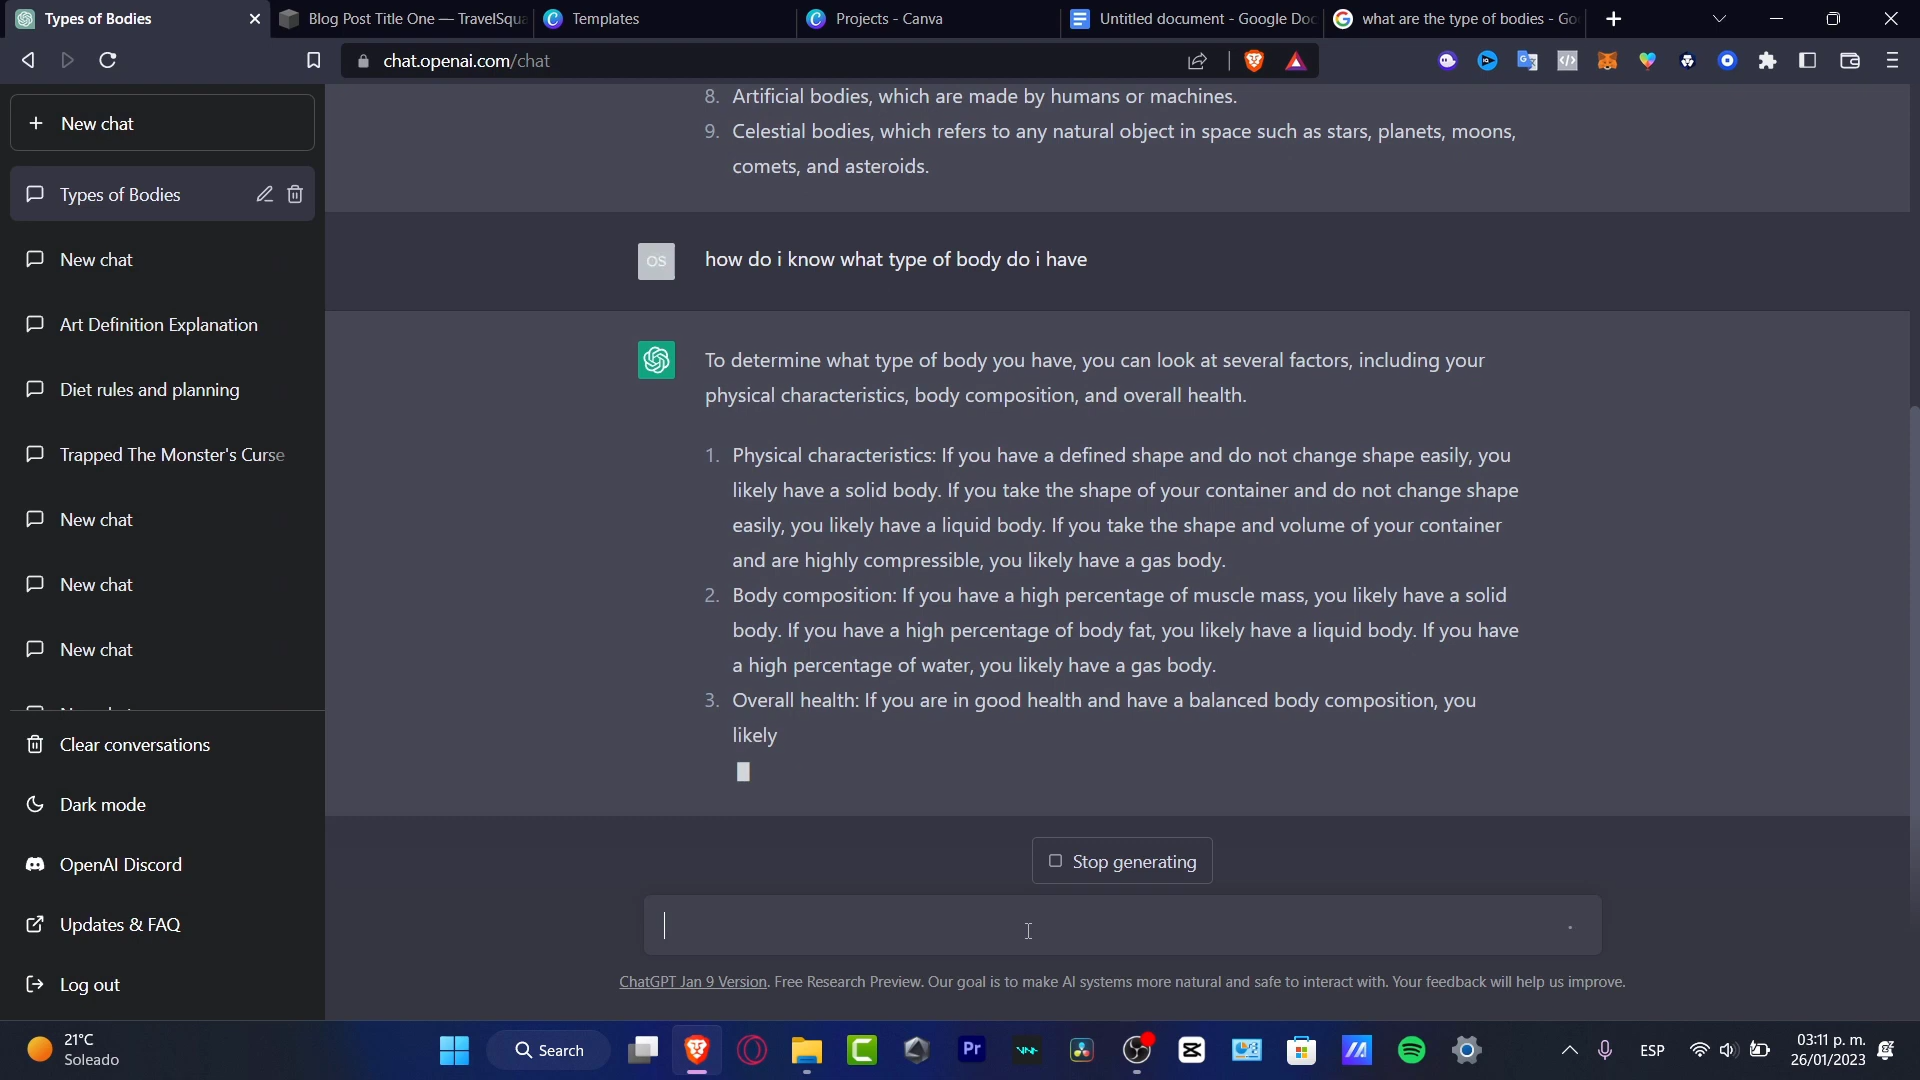 Types of Bodies
Blog Post Title One — TravelSqua
Templates
Projects - Canva
Untitled document - Google Doc
what are the type of bodies - Go
chat.openai.com/chat
New chat
Types of Bodies
New chat
Art Definition Explanation
Diet rules and planning
Trapped The Monster's Curse
New chat
New chat
New chat
Clear conversations
Dark mode
OpenAI Discord
Updates & FAQ
Log out
8. Artificial bodies, which are made by humans or machines.
9. Celestial bodies, which refers to any natural object in space such as stars, planets, moons,
comets, and asteroids.
OS
how do i know what type of body do i have
To determine what type of body you have, you can look at several factors, including your
physical characteristics, body composition, and overall health.
1. Physical characteristics: If you have a defined shape and do not change shape easily, you
likely have a solid body. If you take the shape of your container and do not change shape
easily, you likely have a liquid body. If you take the shape and volume of your container
and are highly compressible, you likely have a gas body.
2. Body composition: If you have a high percentage of muscle mass, you likely have a solid
body. If you have a high percentage of body fat, you likely have a liquid body. If you have
a high percentage of water, you likely have a gas body.
3. Overall health: If you are in good health and have a balanced body composition, you
likely
Stop generating
ChatGPT Jan 9 Version. Free Research Preview. Our goal is to make AI systems more natural and safe to interact with. Your feedback will help us improve.
21°C
Soleado
Search
Pr
ESP
03:11 p. m.
26/01/2023